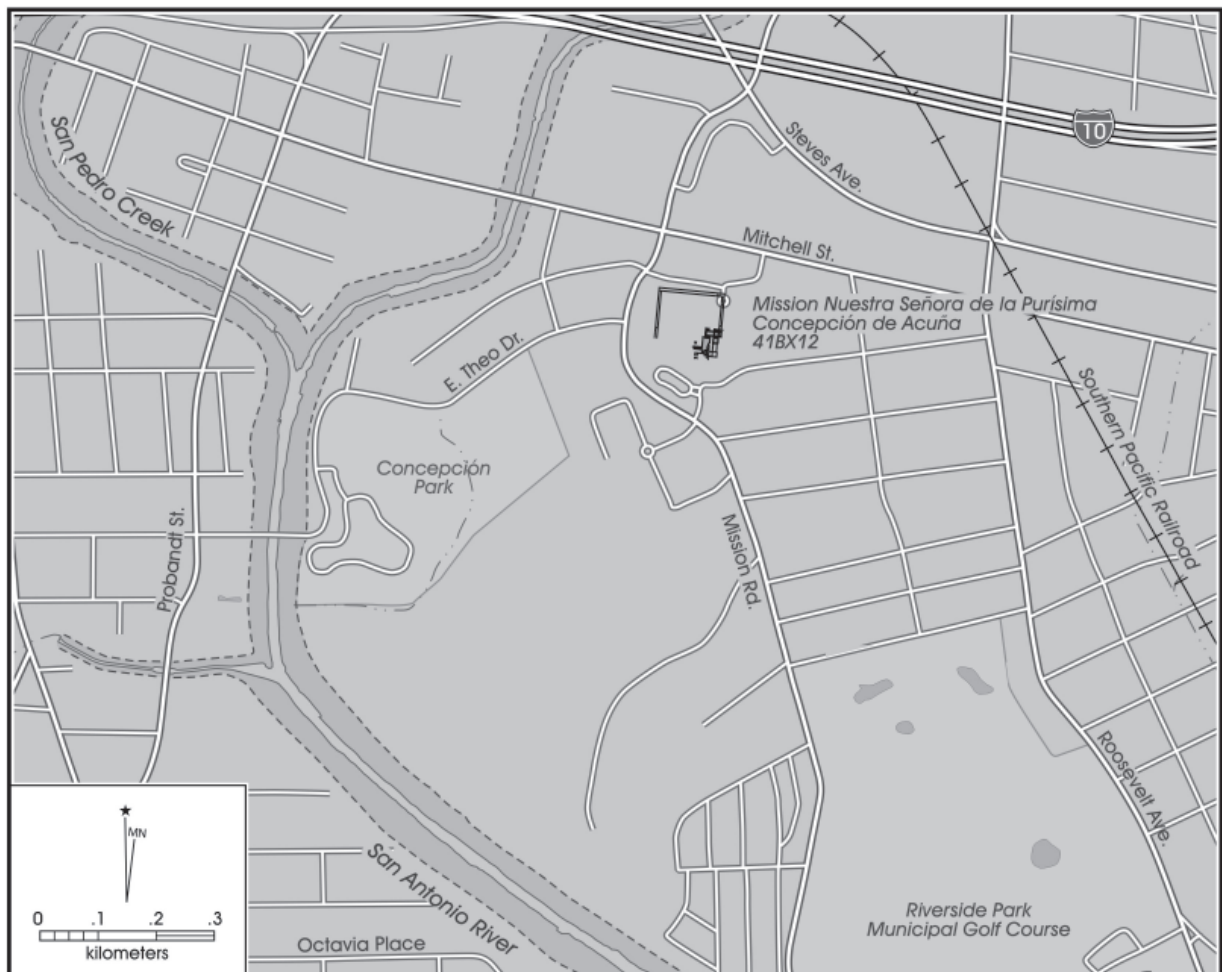 10
San Pedro Creek
Steves Ave.
Mitchell St.
Mission Nuestra Señora de la Purísima
Concepción de Acuña
41BX12
E. Theo Dr.
Southern Pacific Railroad
Concepción
Park
Probandt St.
Mission Rd.
Roosevelt Ave.
MN
0 .1 .2 .3
kilometers
San Antonio River
Octavia Place
Riverside Park
Municipal Golf Course